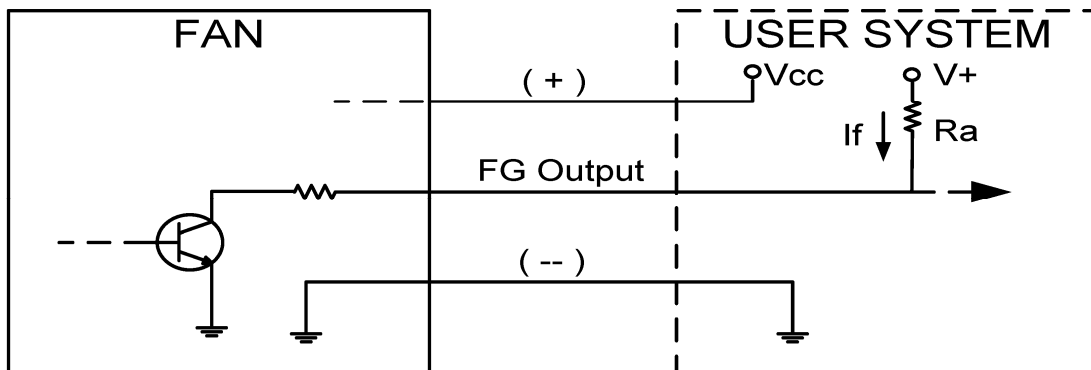 FAN
USER SYSTEM
( + )
Vcc
V+
If
Ra
FG Output
( -- )